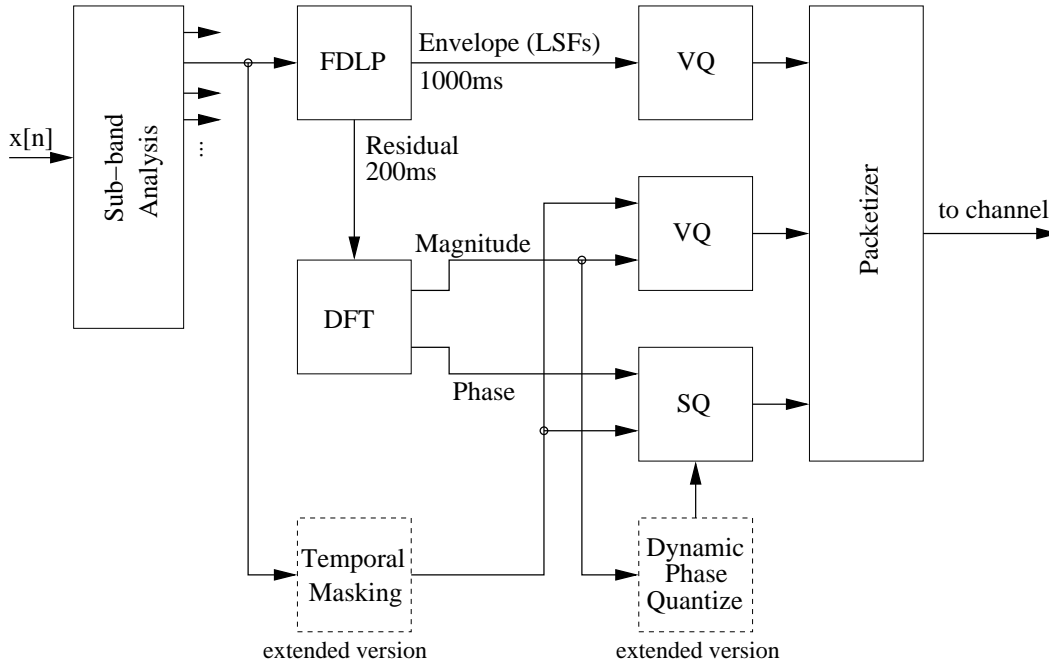 x[n]
Sub-band
Analysis
...
FDLP
Envelope (LSFs)
1000ms
VQ
Residual
200ms
Magnitude
VQ
Packetizer
to channel
DFT
Phase
SQ
Temporal
Masking
extended version
Dynamic
Phase
Quantize
extended version